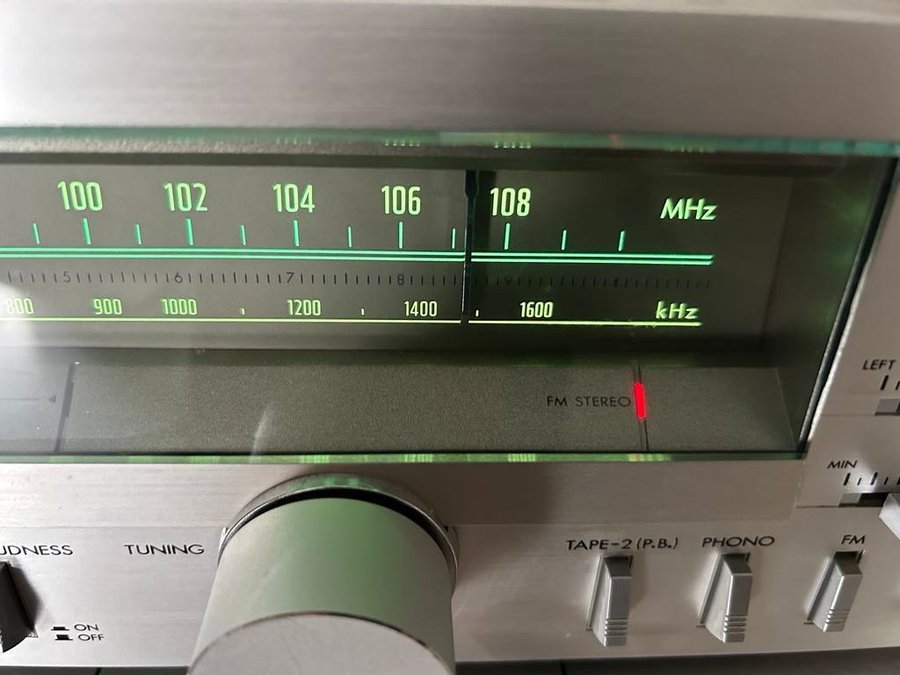 100 102 104 106 108 MHz
5 6 7 8 9
800 900 1000 1200 1400 1600 kHz
FM STEREO
LEFT
MIN
TUNING
TAPE-2 (P.B.) PHONO FM
ON
OFF